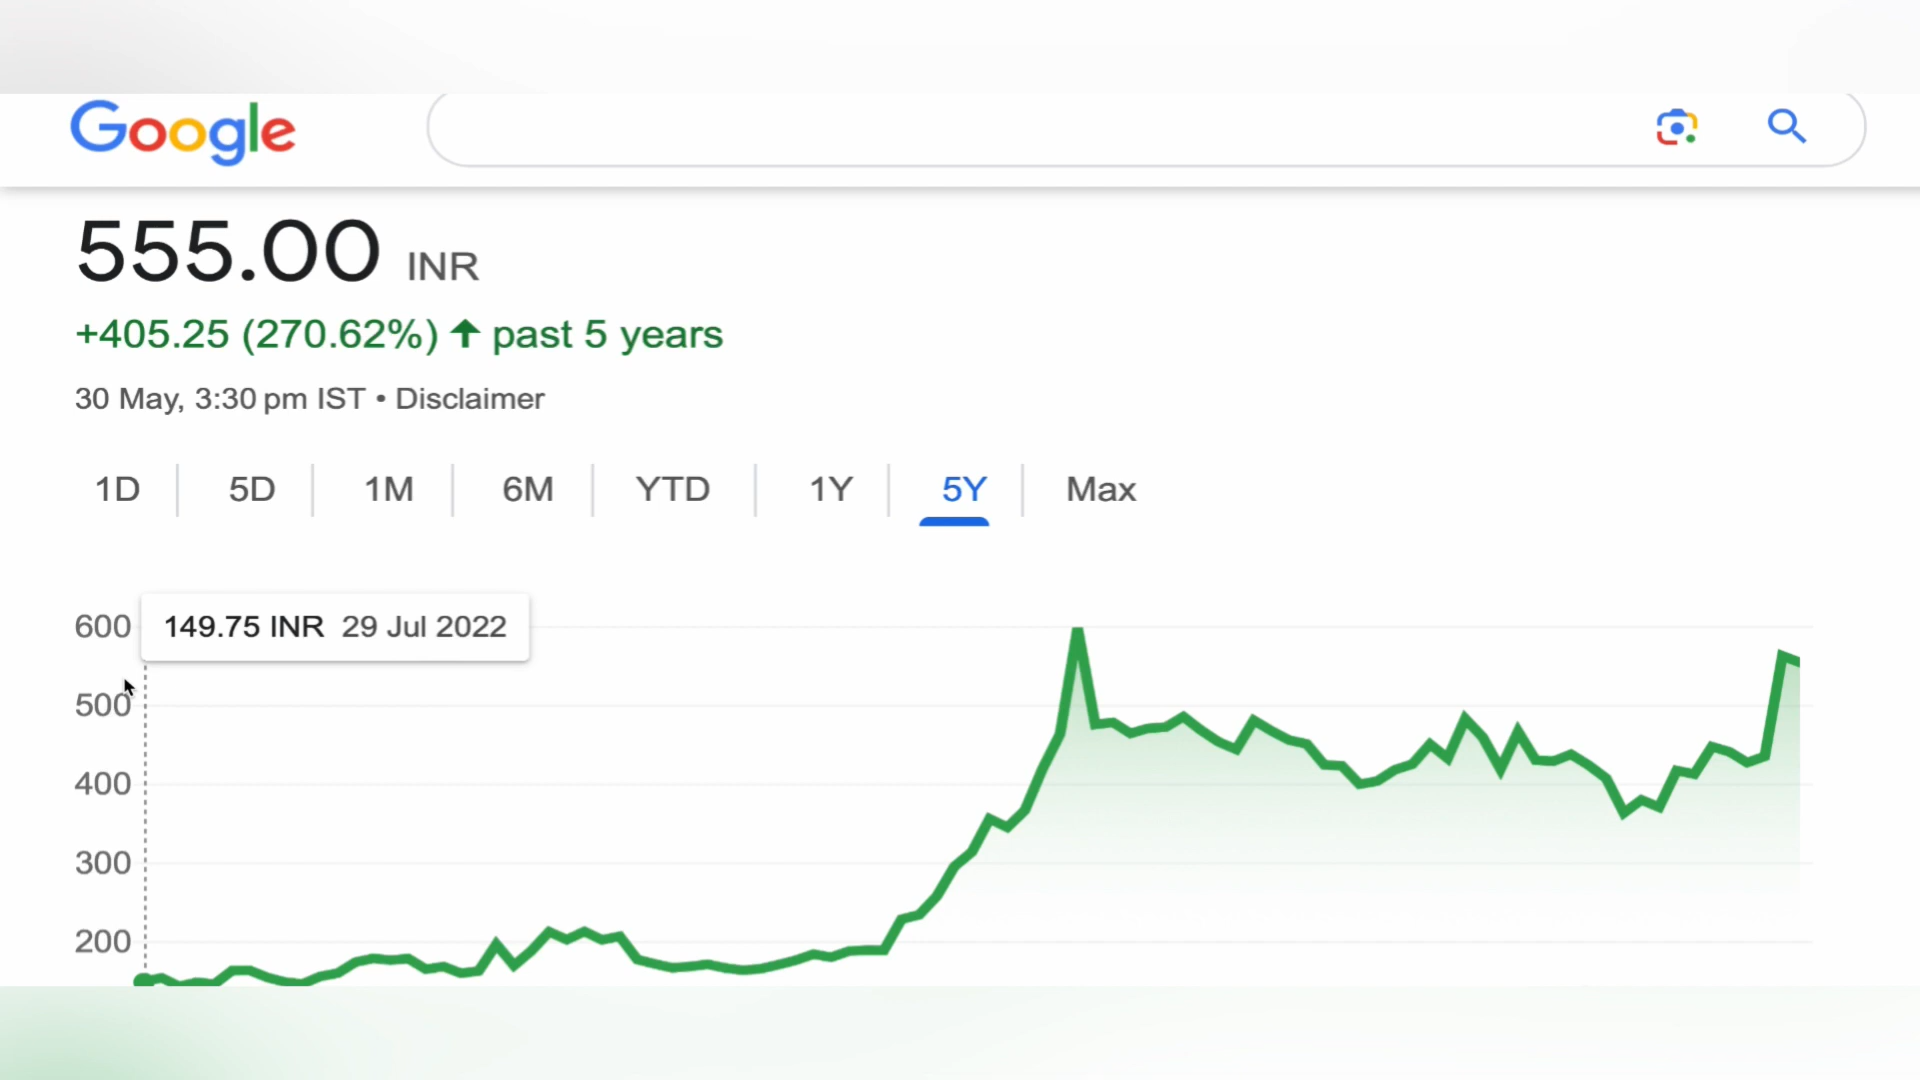 Google
555.00 INR
+405.25 (270.62%) ↑ past 5 years
30 May, 3:30 pm IST • Disclaimer
1D 5D 1M 6M YTD 1Y 5Y Max
600
149.75 INR 29 Jul 2022
500
400
300
200